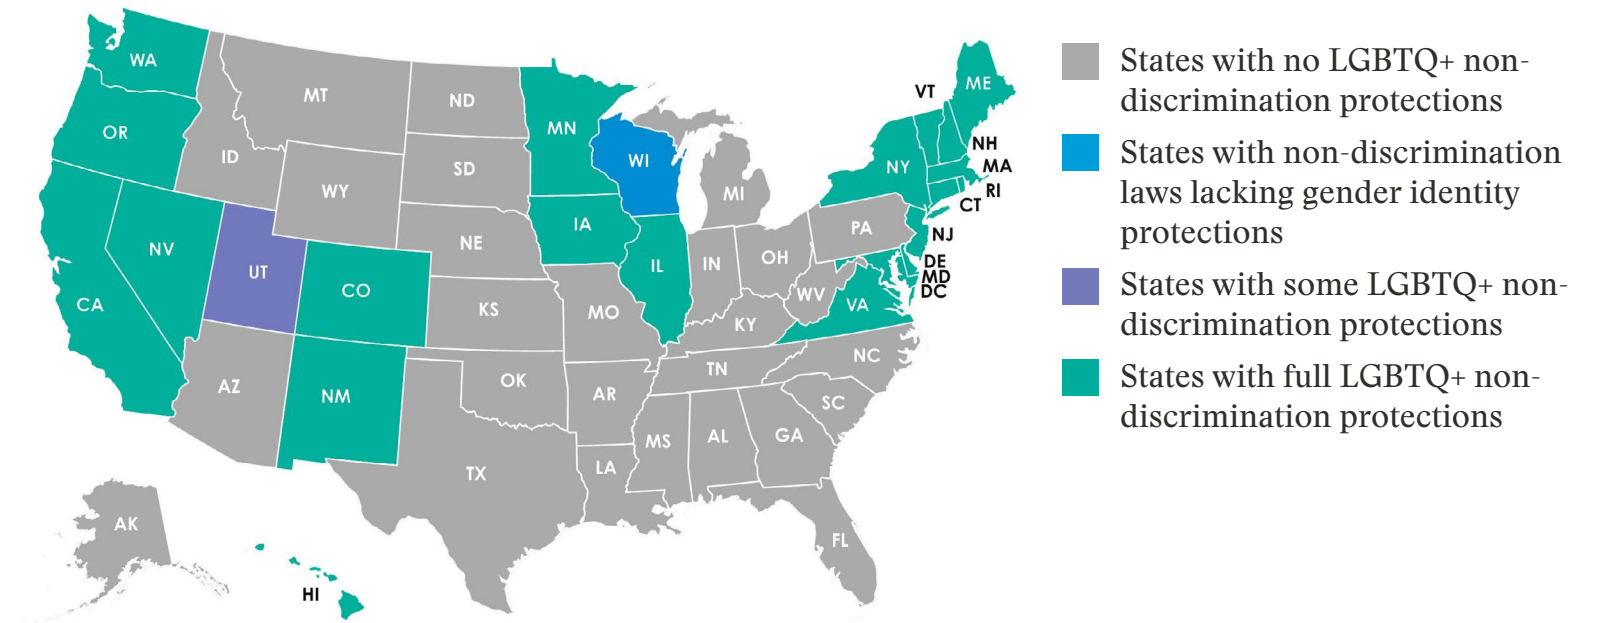 WA
OR
CA
NV
ID
MT
WY
UT
CO
AZ
NM
ND
SD
NE
KS
OK
TX
MN
IA
MO
AR
LA
WI
IL
MI
IN
OH
KY
TN
MS
AL
GA
FL
SC
NC
VA
WV
PA
NY
VT
ME
NH
MA
RI
CT
NJ
DE
MD
DC
AK
HI
States with no LGBTQ+ non-
discrimination protections
States with non-discrimination
laws lacking gender identity
protections
States with some LGBTQ+ non-
discrimination protections
States with full LGBTQ+ non-
discrimination protections